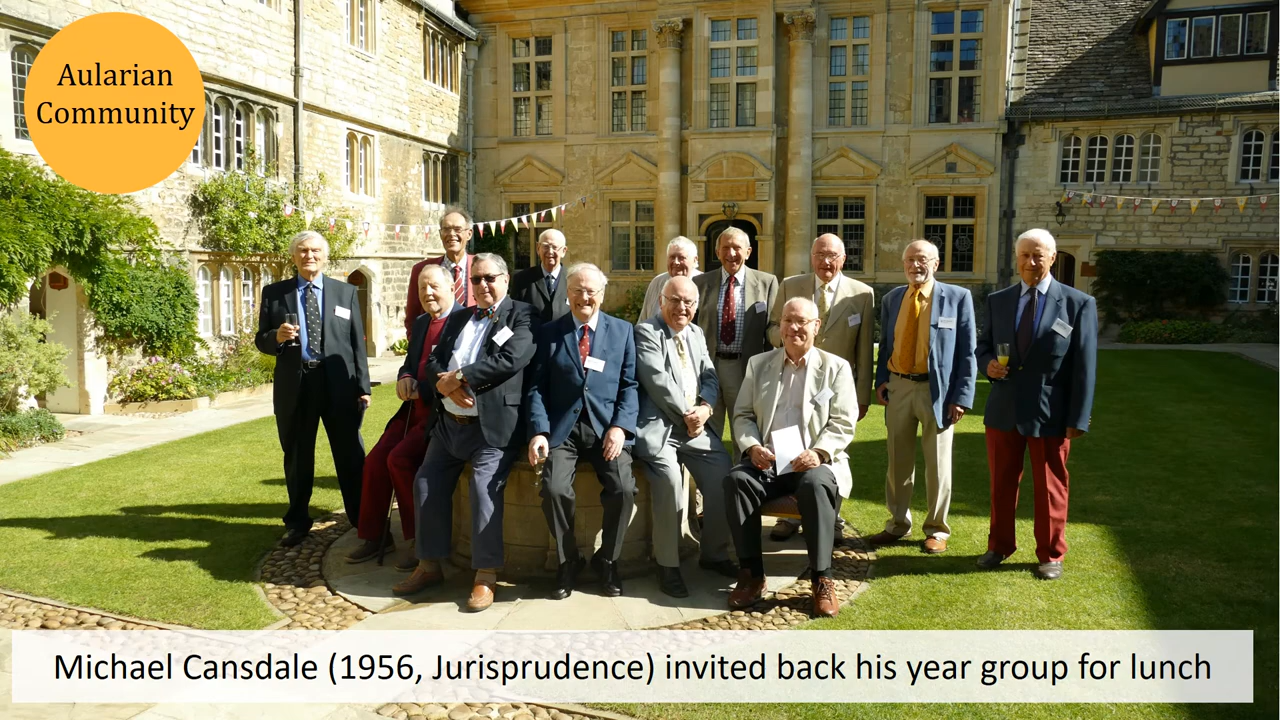 Aularian
Community
Michael Cansdale (1956, Jurisprudence) invited back his year group for lunch